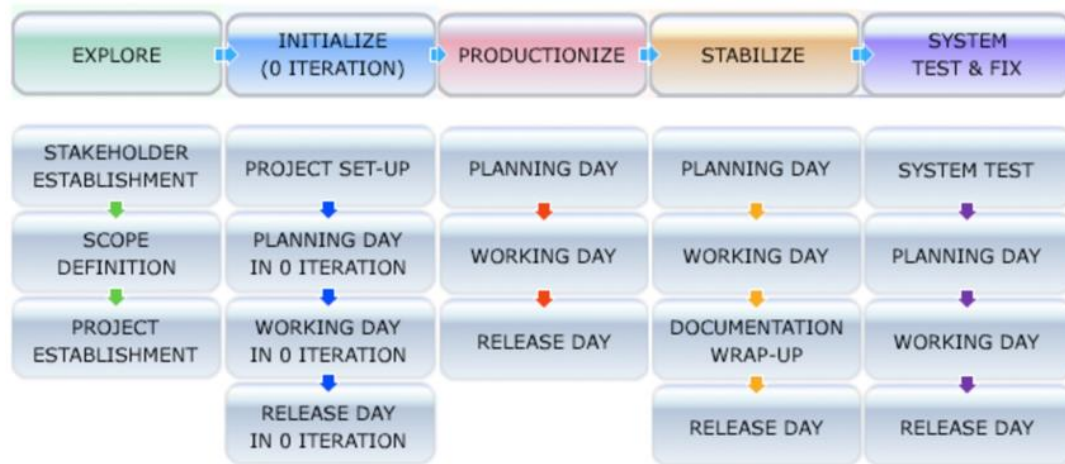 EXPLORE
INITIALIZE
(0 ITERATION)
PRODUCTIONIZE
STABILIZE
SYSTEM
TEST & FIX
STAKEHOLDER
ESTABLISHMENT
SCOPE
DEFINITION
PROJECT
ESTABLISHMENT
PROJECT SET-UP
PLANNING DAY
IN 0 ITERATION
WORKING DAY
IN 0 ITERATION
RELEASE DAY
IN 0 ITERATION
PLANNING DAY
WORKING DAY
RELEASE DAY
PLANNING DAY
WORKING DAY
DOCUMENTATION
WRAP-UP
RELEASE DAY
SYSTEM TEST
PLANNING DAY
WORKING DAY
RELEASE DAY